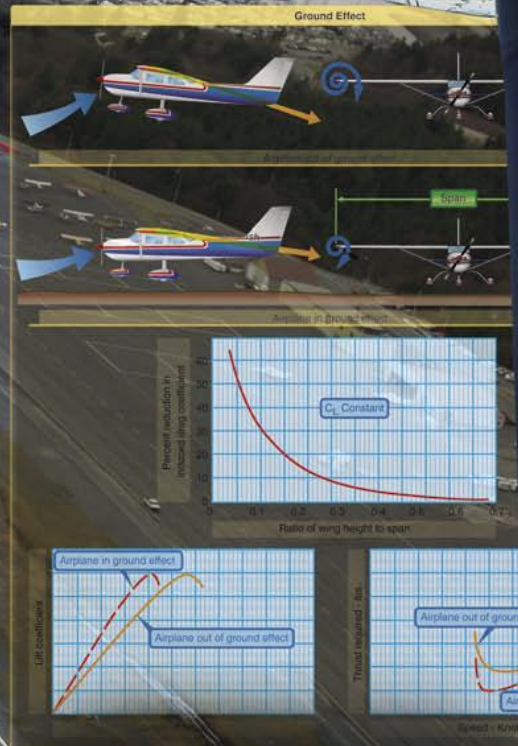 Ground Effect
Airplane out of ground effect
Span
Airplane in ground effect
Percent reduction in
induced drag coefficient
60
50
40
30
20
10
0
CL Constant
0
0.1
0.2
0.3
0.4
0.5
0.6
0.7
Ratio of wing height to span
Airplane in ground effect
Airplane out of ground effect
Lift coefficient
Thrust required - lbs
Airplane out of groun
Ai
Speed - Kn